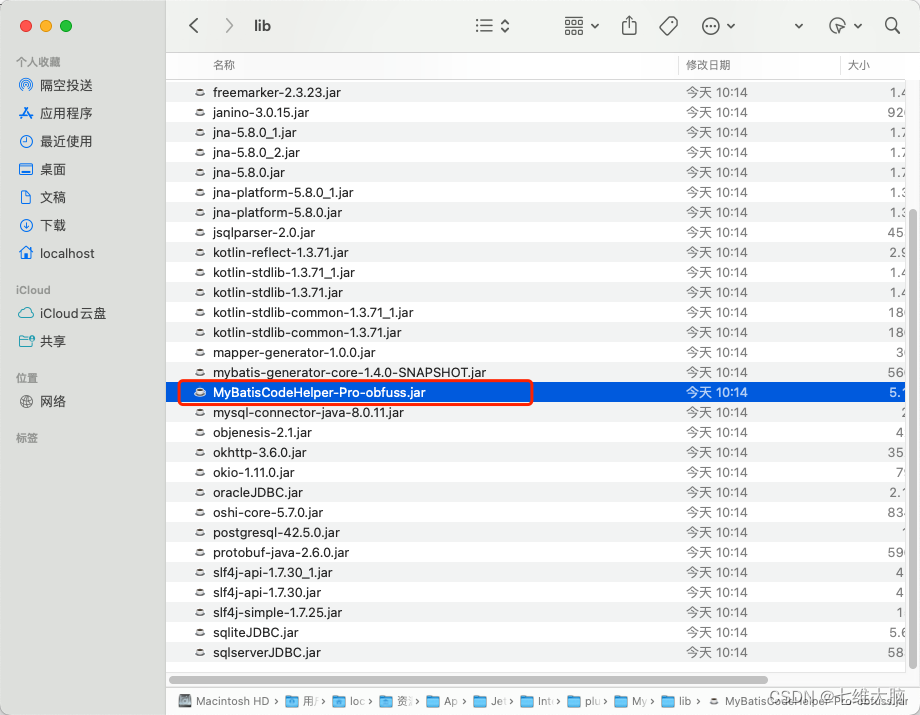 lib
个人收藏
隔空投送
应用程序
最近使用
桌面
文稿
下载
localhost
iCloud
iCloud云盘
共享
位置
网络
标签
名称 修改日期 大小
freemarker-2.3.23.jar 今天 10:14 1.4
janino-3.0.15.jar 今天 10:14 92
jna-5.8.0_1.jar 今天 10:14 1.7
jna-5.8.0_2.jar 今天 10:14 1.7
jna-5.8.0.jar 今天 10:14 1.7
jna-platform-5.8.0_1.jar 今天 10:14 1.3
jna-platform-5.8.0.jar 今天 10:14 1.3
jsqlparser-2.0.jar 今天 10:14 45
kotlin-reflect-1.3.71.jar 今天 10:14 2.9
kotlin-stdlib-1.3.71_1.jar 今天 10:14 1.4
kotlin-stdlib-1.3.71.jar 今天 10:14 1.4
kotlin-stdlib-common-1.3.71_1.jar 今天 10:14 18
kotlin-stdlib-common-1.3.71.jar 今天 10:14 18
mapper-generator-1.0.0.jar 今天 10:14 3
mybatis-generator-core-1.4.0-SNAPSHOT.jar 今天 10:14 56
MyBatisCodeHelper-Pro-obfuss.jar 今天 10:14 5.1
mysql-connector-java-8.0.11.jar 今天 10:14 2
objenesis-2.1.jar 今天 10:14 4
okhttp-3.6.0.jar 今天 10:14 35
okio-1.11.0.jar 今天 10:14 7
oracleJDBC.jar 今天 10:14 2.1
oshi-core-5.7.0.jar 今天 10:14 83
postgresql-42.5.0.jar 今天 10:14
protobuf-java-2.6.0.jar 今天 10:14 59
slf4j-api-1.7.30_1.jar 今天 10:14 4
slf4j-api-1.7.30.jar 今天 10:14 4
slf4j-simple-1.7.25.jar 今天 10:14 1
sqliteJDBC.jar 今天 10:14 5.6
sqlserverJDBC.jar 今天 10:14 58
Macintosh HD › 用 › loc › 资 › Ap › Jet › Int › plu › My › lib › MyBatisCodeHelper-Pro-obfuss.jar
CSDN @七维大脑